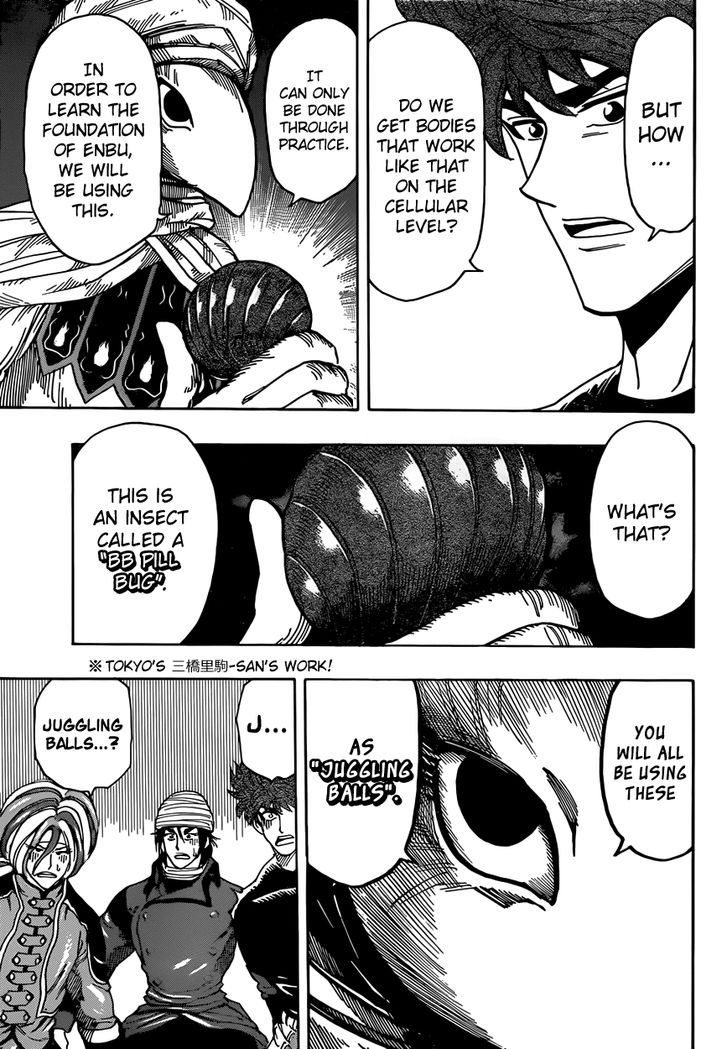 BUT
HOW
...
DO WE
GET BODIES
THAT WORK
LIKE THAT
ON THE
CELLULAR
LEVEL?
IT
CAN ONLY
BE DONE
THROUGH
PRACTICE.
IN
ORDER TO
LEARN THE
FOUNDATION
OF ENBU,
WE WILL
BE USING
THIS.
WHAT'S
THAT?
THIS IS
AN INSECT
CALLED A
"BB PILL
BUG".
※TOKYO'S 三橋里駒-SAN'S WORK!
YOU
WILL ALL
BE USING
THESE
AS
"JUGGLING
BALLS".
J...
JUGGLING
BALLS...?